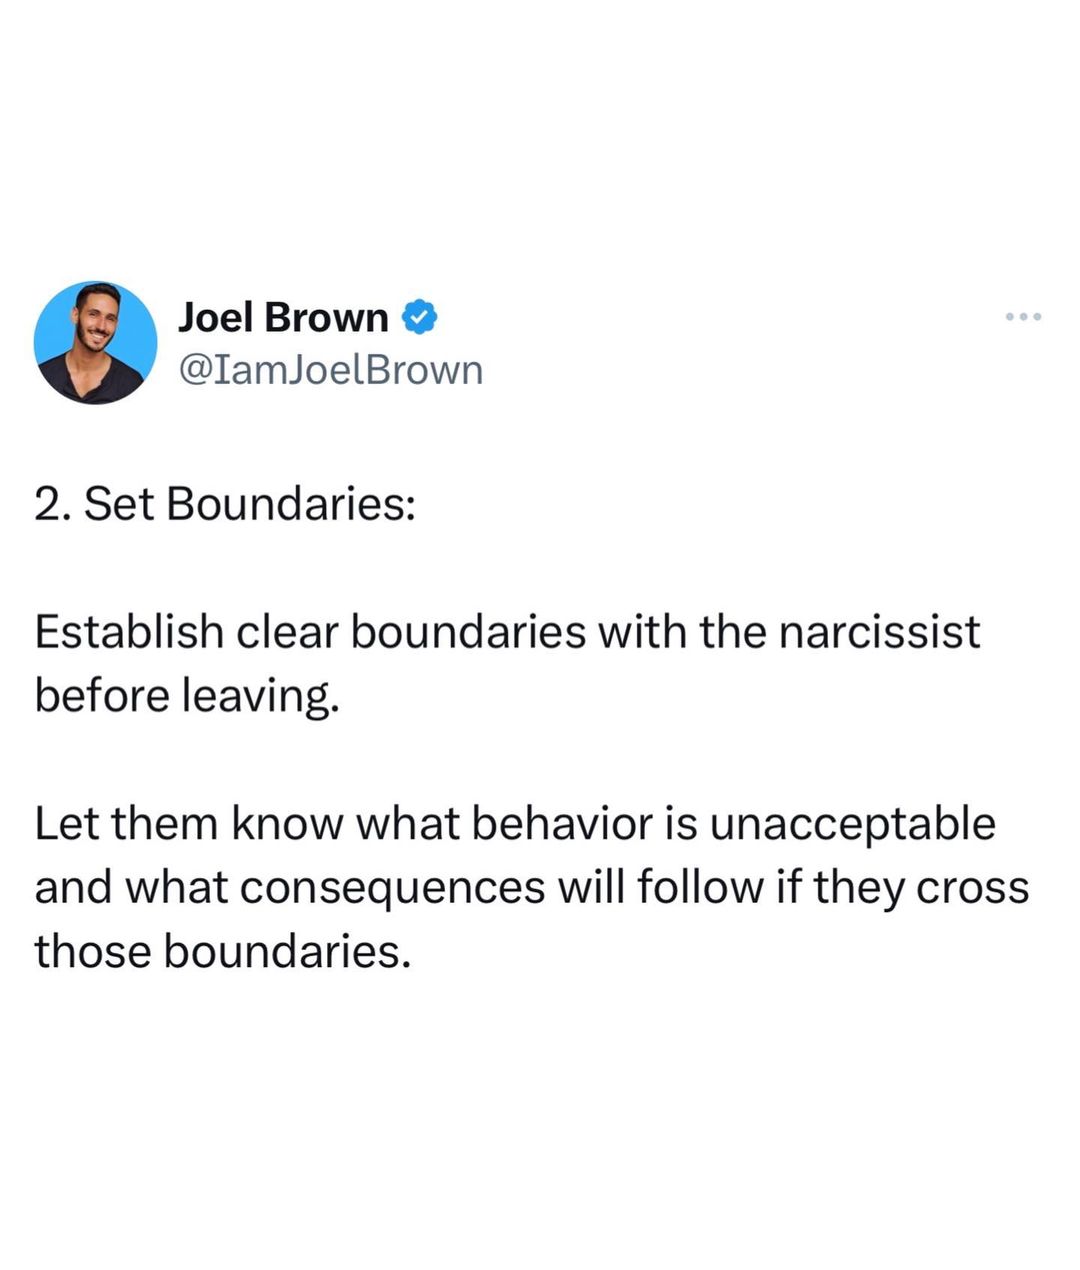 Joel Brown
@IamJoelBrown
2. Set Boundaries:
Establish clear boundaries with the narcissist
before leaving.
Let them know what behavior is unacceptable
and what consequences will follow if they cross
those boundaries.